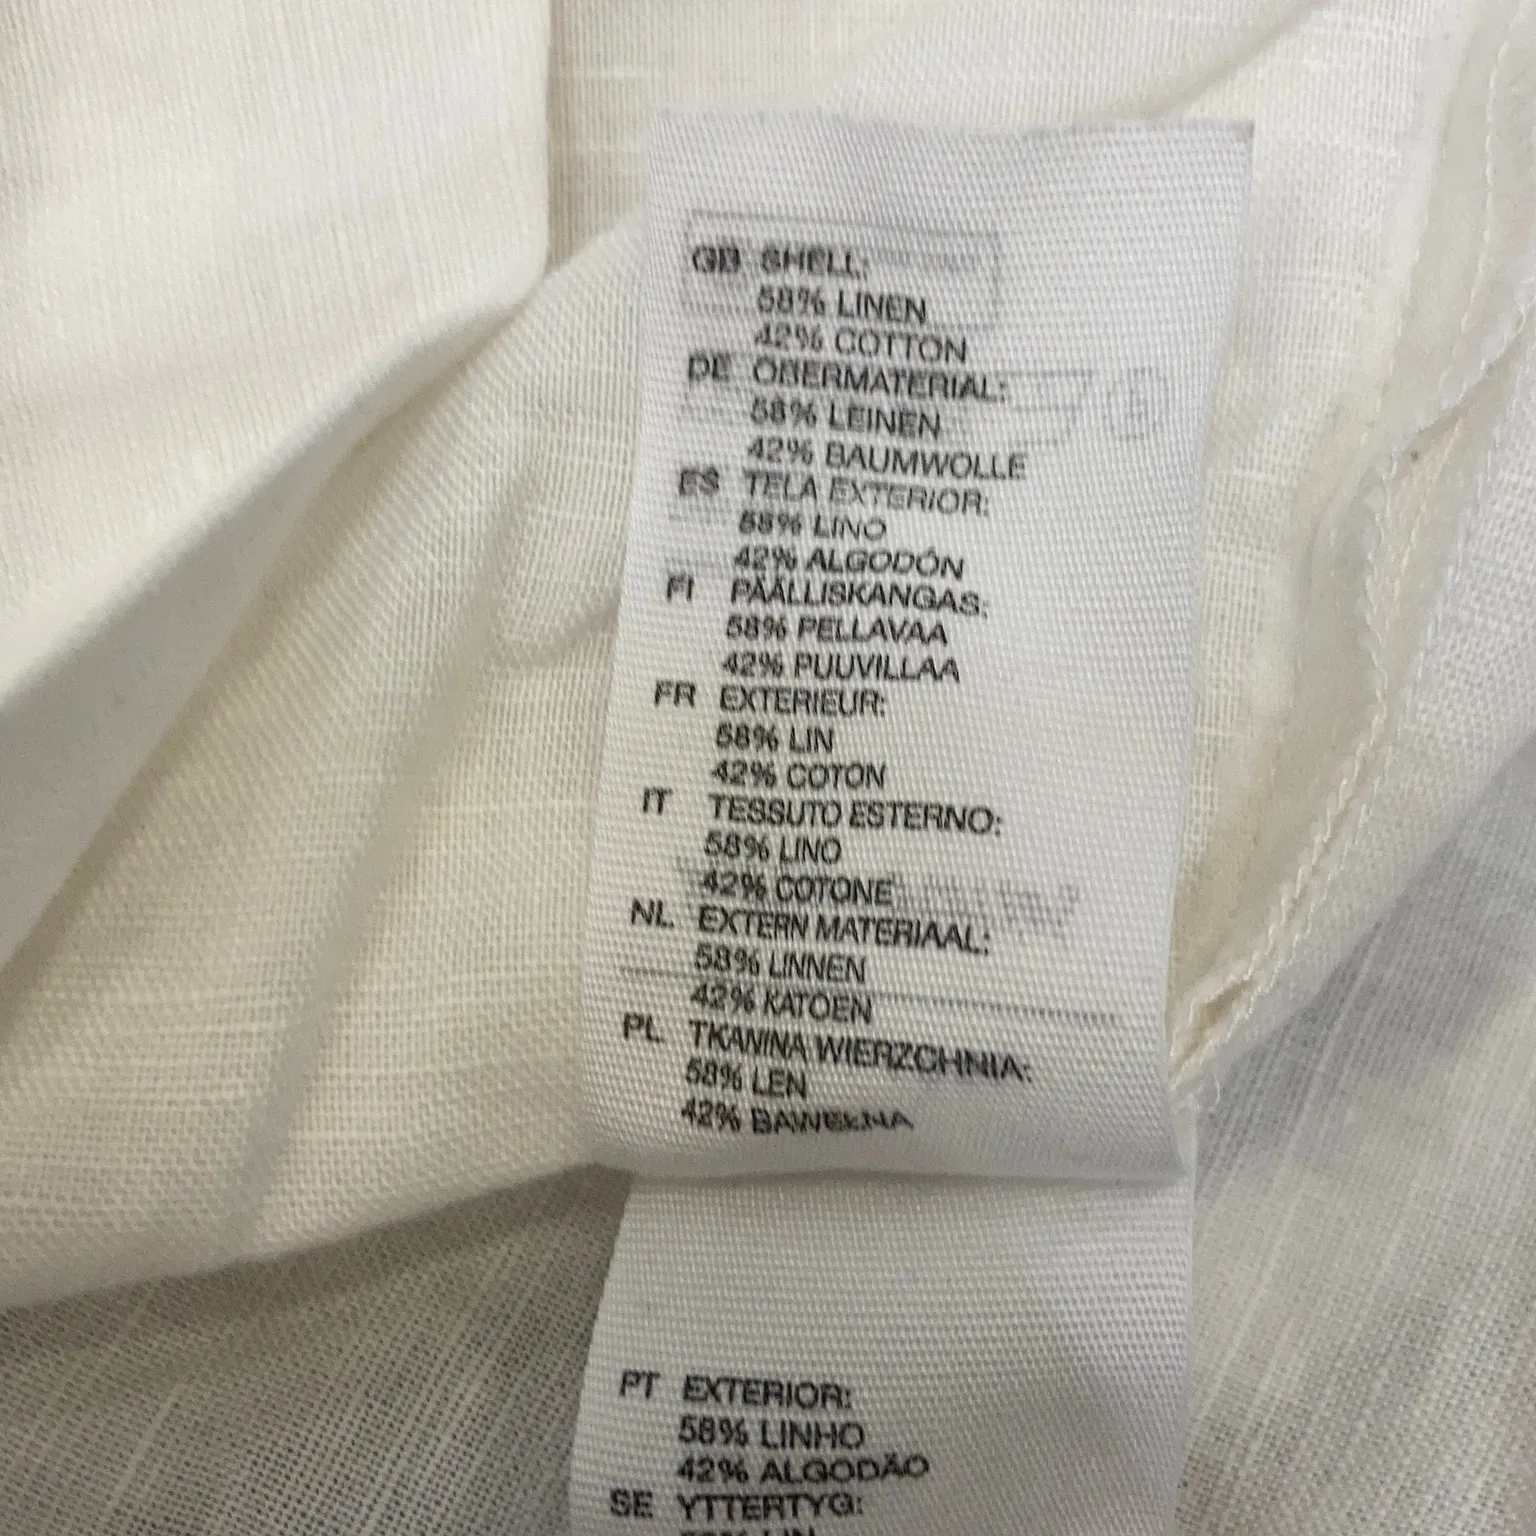 GB SHELL:
58% LINEN
42% COTTON
DE OBERMATERIAL:
58% LEINEN
42% BAUMWOLLE
ES TELA EXTERIOR:
58% LINO
42% ALGODÓN
FI PÄÄLLISKANGAS:
58% PELLAVAA
42% PUUVILLAA
FR EXTERIEUR:
58% LIN
42% COTON
IT TESSUTO ESTERNO:
58% LINO
42% COTONE
NL EXTERN MATERIAAL:
58% LINNEN
42% KATOEN
PL TKANINA WIERZCHNIA:
58% LEN
42% BAWEŁNA
PT EXTERIOR:
58% LINHO
42% ALGODÃO
SE YTTERTYG:
58% LIN